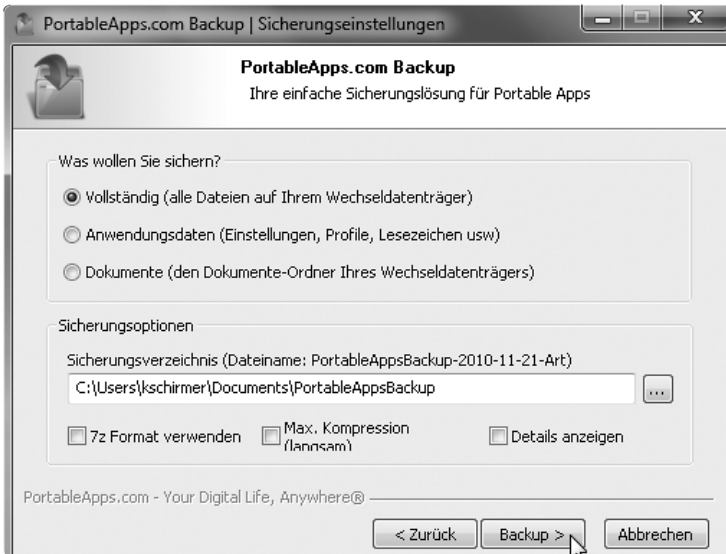 PortableApps.com Backup | Sicherungseinstellungen
PortableApps.com Backup
Ihre einfache Sicherungslösung für Portable Apps
Was wollen Sie sichern?
Vollständig (alle Dateien auf Ihrem Wechseldatenträger)
Anwendungsdaten (Einstellungen, Profile, Lesezeichen usw)
Dokumente (den Dokumente-Ordner Ihres Wechseldatenträgers)
Sicherungsoptionen
Sicherungsverzeichnis (Dateiname: PortableAppsBackup-2010-11-21-Art)
C:\Users\kschirmer\Documents\PortableAppsBackup
...
7z Format verwenden
Max. Kompression
(langsam)
Details anzeigen
PortableApps.com - Your Digital Life, Anywhere®
< Zurück
Backup >
Abbrechen